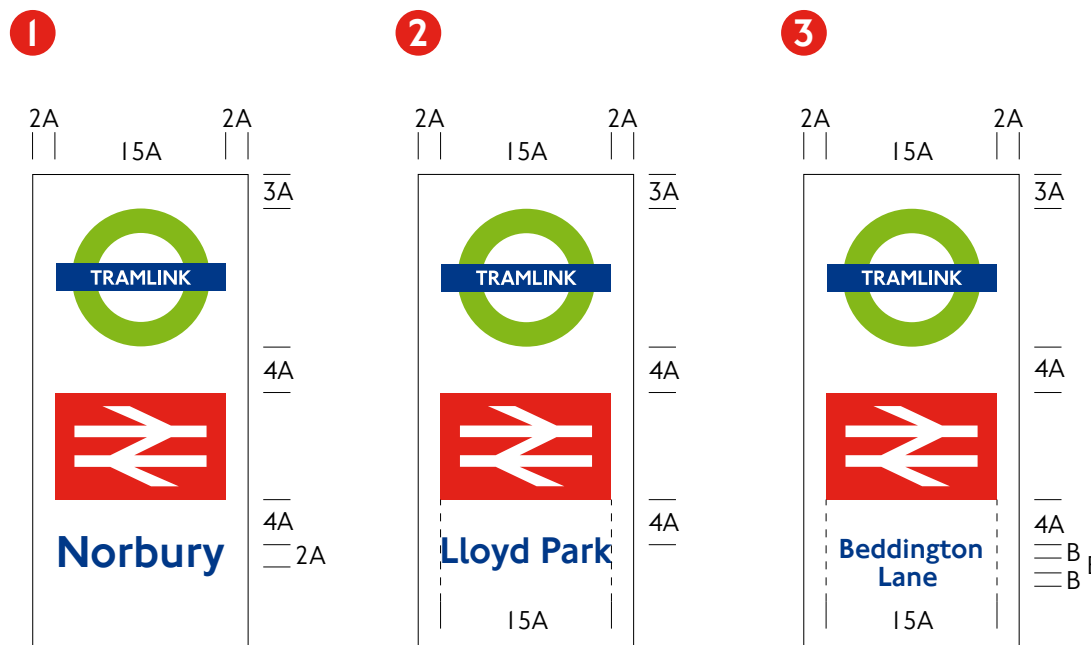 1
2A 2A
15A
3A
TRAMLINK
4A
4A
Norbury
2A
2
2A 2A
15A
3A
TRAMLINK
4A
4A
Lloyd Park
15A
3
2A 2A
15A
3A
TRAMLINK
4A
4A
Beddington
Lane
B
B
15A